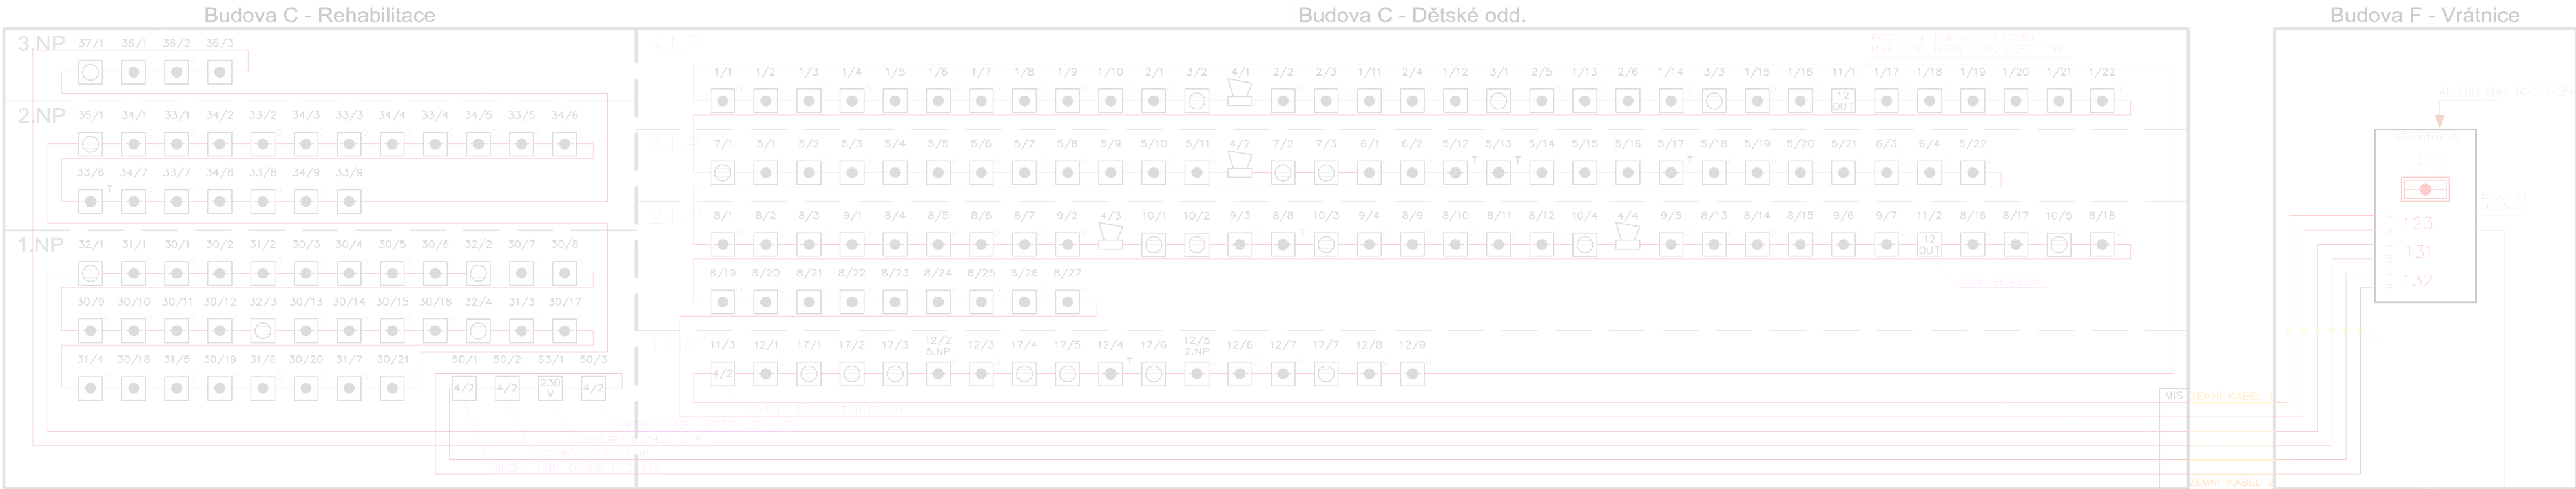 Budova C - Rehabilitace
Budova C - Dětské odd.
Budova F - Vrátnice
3.NP
37/1 36/1 36/2 36/3
2.NP
35/1 34/1 33/1 34/2 33/2 34/3 33/3 34/4 33/4 34/5 33/5 34/6
33/6 T 34/7 33/7 34/8 33/8 34/9 33/9
1.NP
32/1 31/1 30/1 30/2 31/2 30/3 30/4 30/5 30/6 32/2 30/7 30/8
30/9 30/10 30/11 30/12 32/3 30/13 30/14 30/15 30/16 32/4 31/3 30/17
31/4 30/18 31/5 30/19 31/6 30/20 31/7 30/21 50/1 50/2 63/1 50/3
4/2 4/2 230 V 4/2
4.NP
1/1 1/2 1/3 1/4 1/5 1/6 1/7 1/8 1/9 1/10 2/1 3/2 4/1 2/2 2/3 1/11 2/4 1/12 3/1 2/5 1/13 2/6 1/14 3/3 1/15 1/16 11/1 1/17 1/18 1/19 1/20 1/21 1/22
12 OUT
3.NP
7/1 5/1 5/2 5/3 5/4 5/5 5/6 5/7 5/8 5/9 5/10 5/11 4/2 7/2 7/3 6/1 6/2 5/12 5/13 5/14 5/15 5/16 5/17 5/18 5/19 5/20 5/21 6/3 6/4 5/22
T T T
2.NP
8/1 8/2 8/3 9/1 8/4 8/5 8/6 8/7 9/2 4/3 10/1 10/2 9/3 8/8 10/3 9/4 8/9 8/10 8/11 8/12 10/4 4/4 9/5 8/13 8/14 8/15 9/6 9/7 11/2 8/16 8/17 10/5 8/18
T 12 OUT
8/19 8/20 8/21 8/22 8/23 8/24 8/25 8/26 8/27
1.NP
11/3 12/1 17/1 17/2 17/3 12/2 5.NP 12/3 17/4 17/5 12/4 17/6 12/5 2.NP 12/6 12/7 17/7 12/8 12/9
4/2 T
MIS
ZEMNÍ KABEL 1
ZEMNÍ KABEL 2
EPS
123
131
132